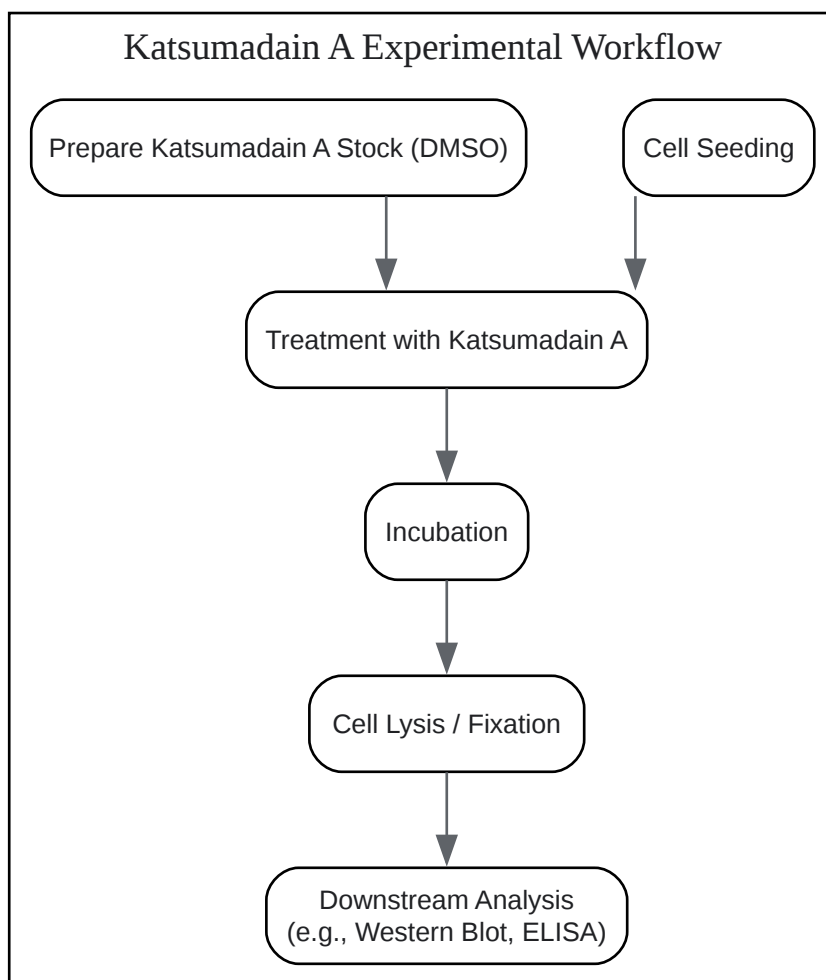 Katsumadain A Experimental Workflow
Prepare Katsumadain A Stock (DMSO)
Cell Seeding
Treatment with Katsumadain A
Incubation
Cell Lysis / Fixation
Downstream Analysis
(e.g., Western Blot, ELISA)